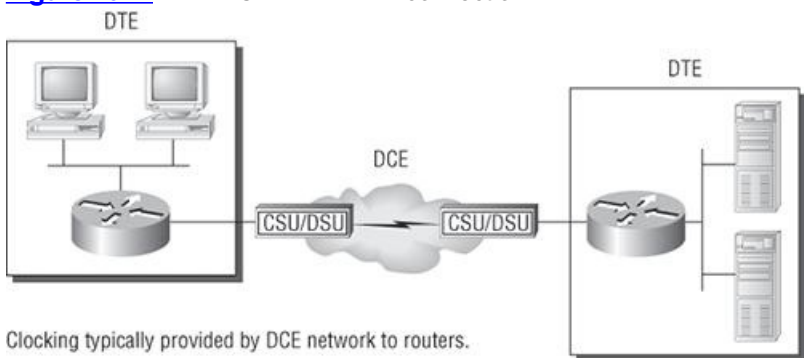 DTE
DTE
DCE
CSU/DSU
CSU/DSU
Clocking typically provided by DCE network to routers.